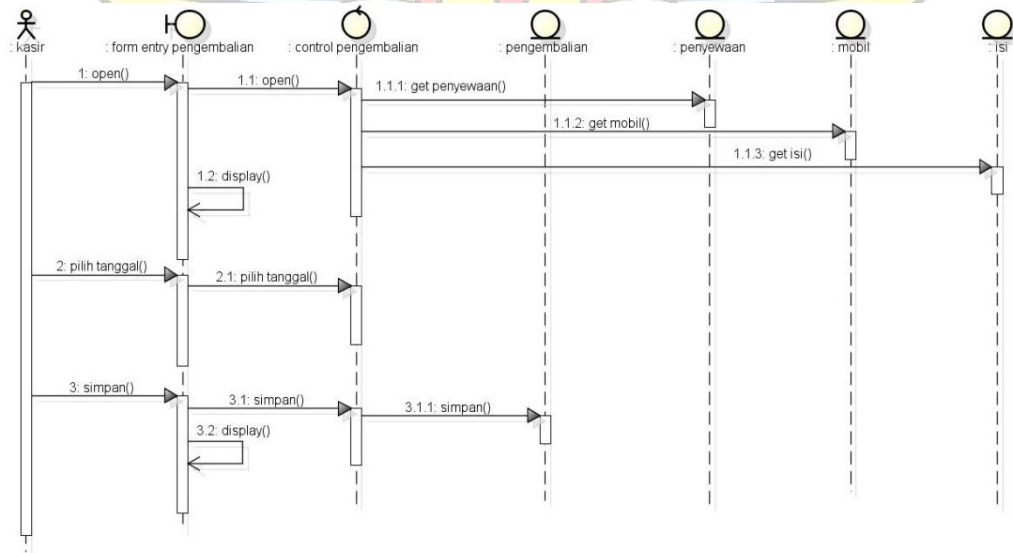 : kasir
: form entry pengembalian
: control pengembalian
: pengembalian
: penyewaan
: mobil
: isi
1: open()
1.1: open()
1.1.1: get penyewaan()
1.1.2: get mobil()
1.1.3: get isi()
1.2: display()
2: pilih tanggal()
2.1: pilih tanggal()
3: simpan()
3.1: simpan()
3.1.1: simpan()
3.2: display()